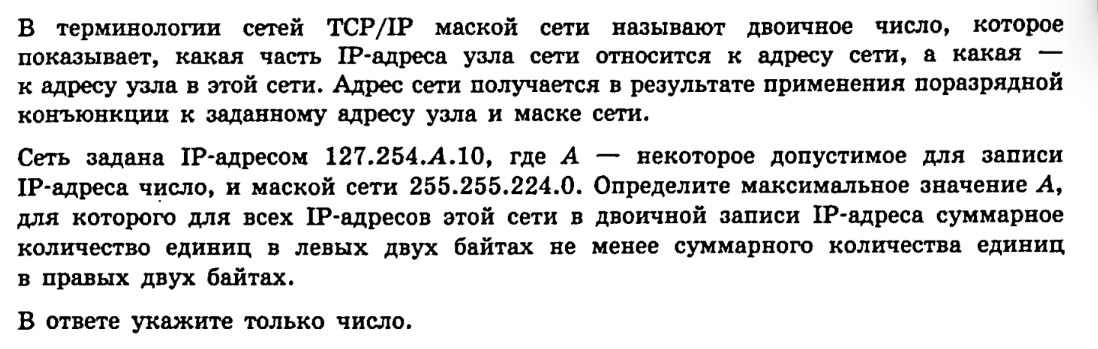 В терминологии сетей TCP/IP маской сети называют двоичное число, которое
показывает, какая часть IP-адреса узла сети относится к адресу сети, а какая —
к адресу узла в этой сети. Адрес сети получается в результате применения поразрядной
конъюнкции к заданному адресу узла и маске сети.
Сеть задана IP-адресом 127.254.A.10, где A — некоторое допустимое для записи
IP-адреса число, и маской сети 255.255.224.0. Определите максимальное значение A,
для которого для всех IP-адресов этой сети в двоичной записи IP-адреса суммарное
количество единиц в левых двух байтах не менее суммарного количества единиц
в правых двух байтах.
В ответе укажите только число.